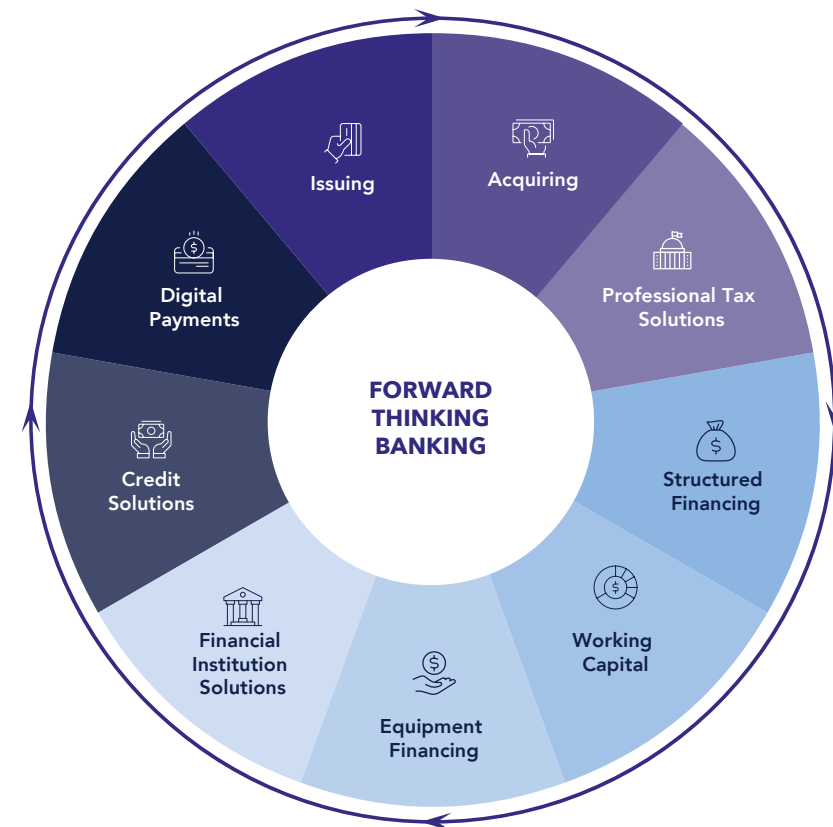 Issuing
Acquiring
Professional Tax
Solutions
Structured
Financing
Working
Capital
Equipment
Financing
Financial
Institution
Solutions
Credit
Solutions
Digital
Payments
FORWARD
THINKING
BANKING